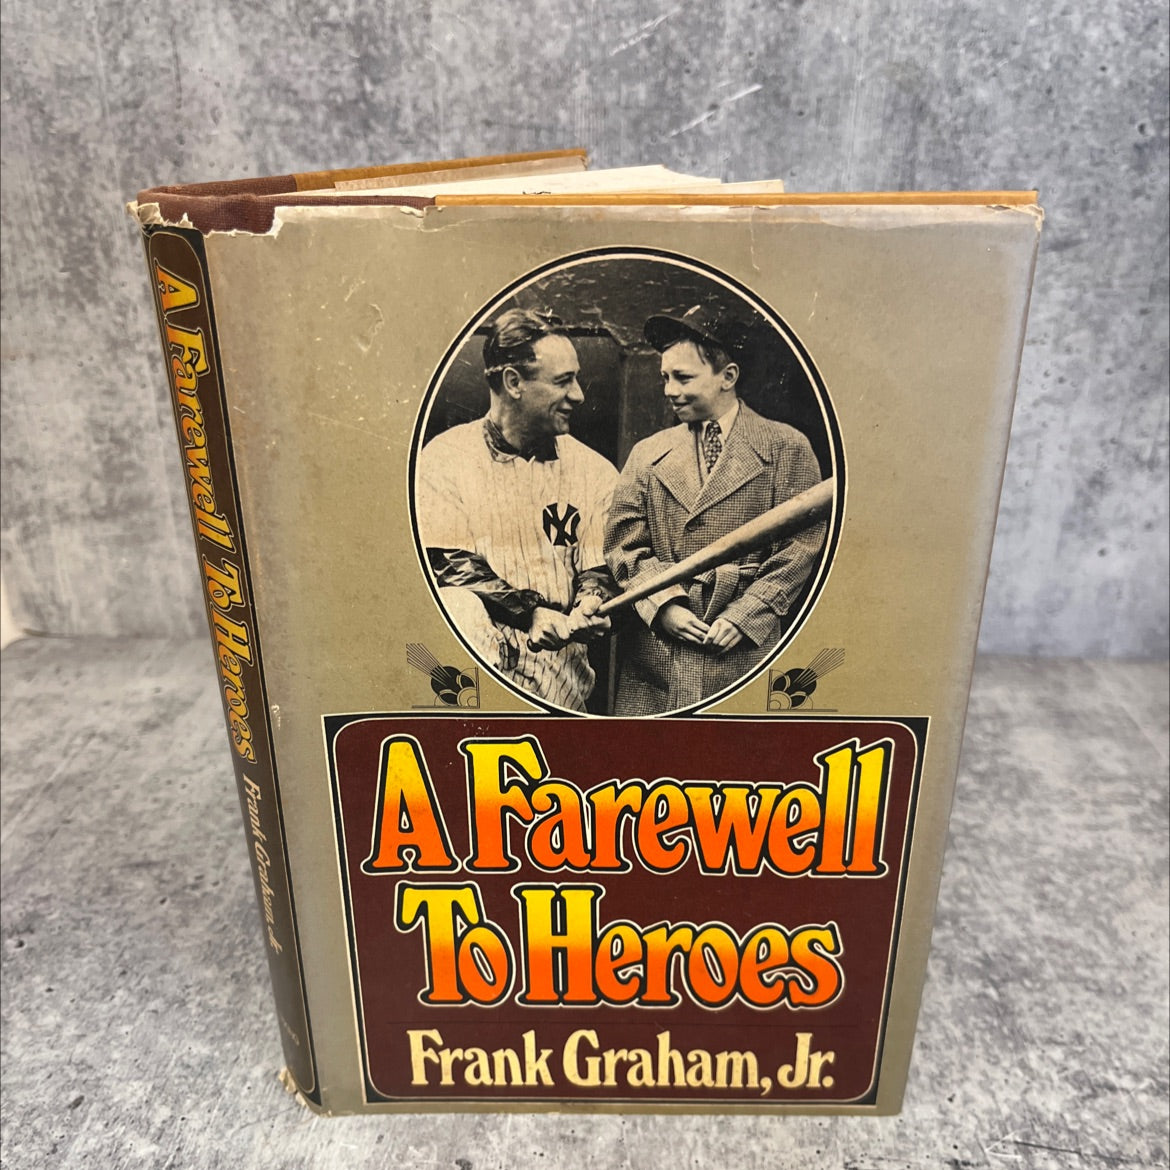 A Farewell To Heroes Frank Graham, Jr.
NY
A Farewell
To Heroes
Frank Graham, Jr.